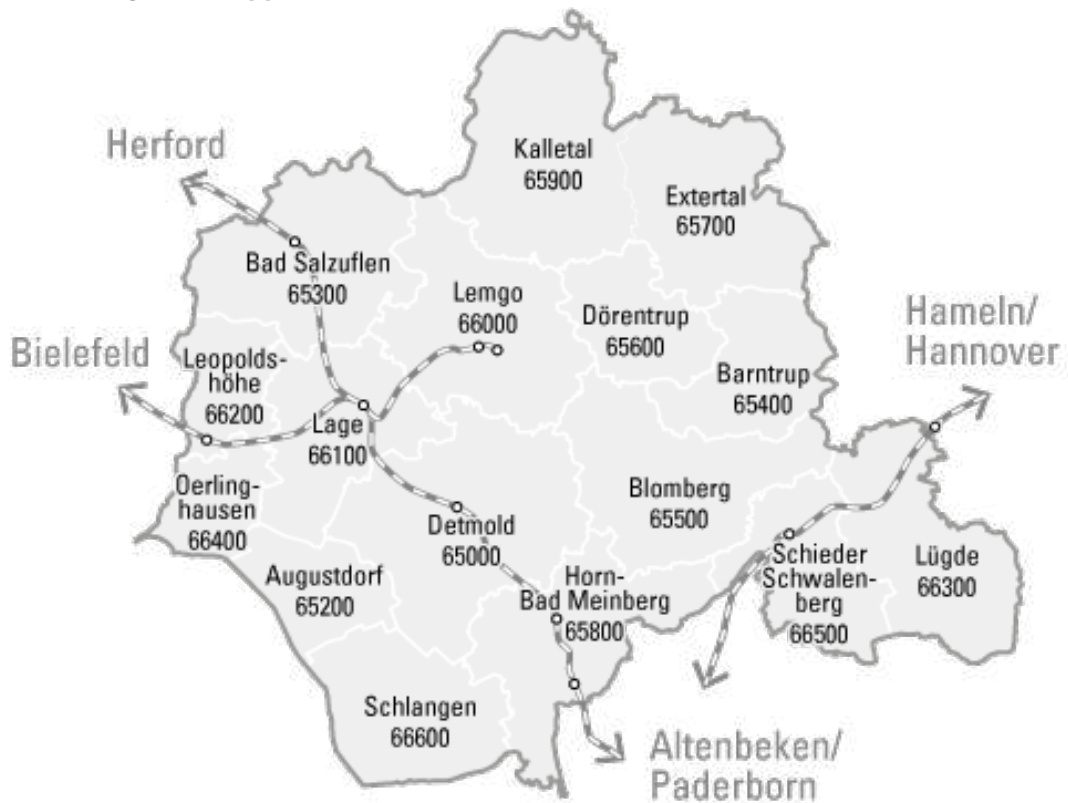 Herford
Kalletal
65900
Extertal
65700
Bad Salzuflen
65300
Lemgo
66000
Dörentrup
65600
Hameln/
Hannover
Bielefeld
Leopolds-
höhe
66200
Barntrup
65400
Lage
66100
Oerling-
hausen
66400
Blomberg
65500
Detmold
65000
Schieder
Schwalen-
berg
66500
Lügde
66300
Augustdorf
65200
Horn-
Bad Meinberg
65800
Schlangen
66600
Altenbeken/
Paderborn